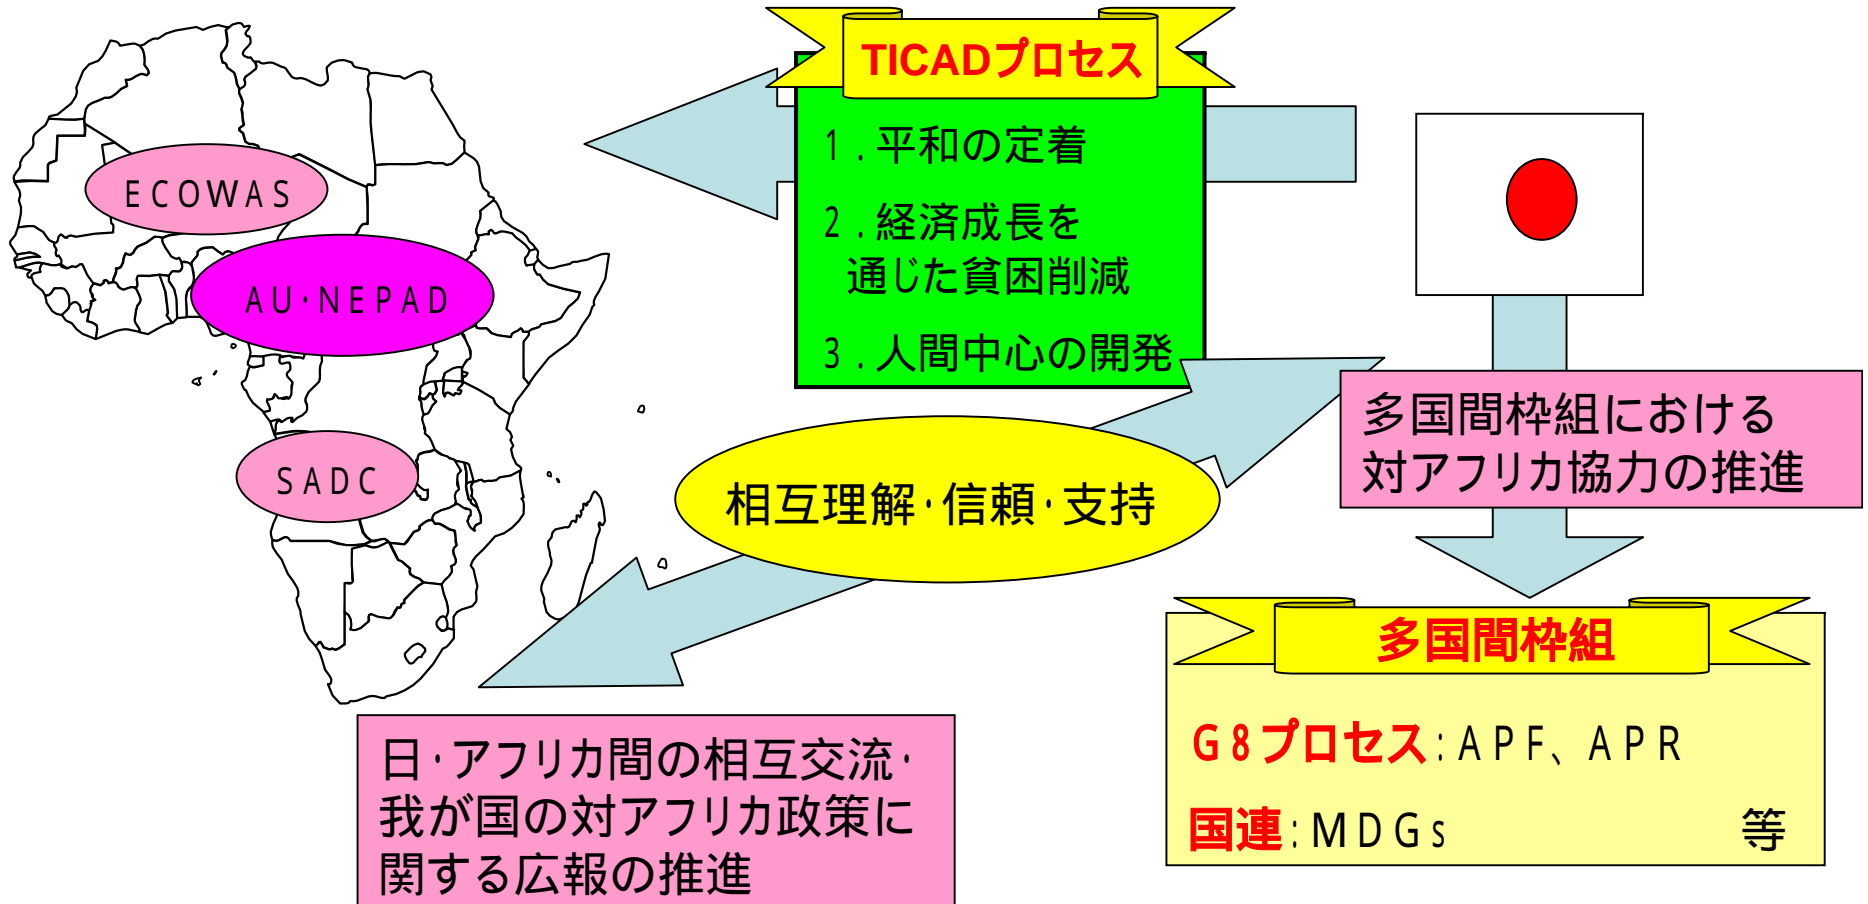 TICADプロセス
1．平和の定着
2．経済成長を
通じた貧困削減
3．人間中心の開発
ECOWAS
AU・NEPAD
SADC
相互理解・信頼・支持
多国間枠組における
対アフリカ協力の推進
多国間枠組
G8プロセス：APF、APR
国連：MDGs 等
日・アフリカ間の相互交流・
我が国の対アフリカ政策に
関する広報の推進